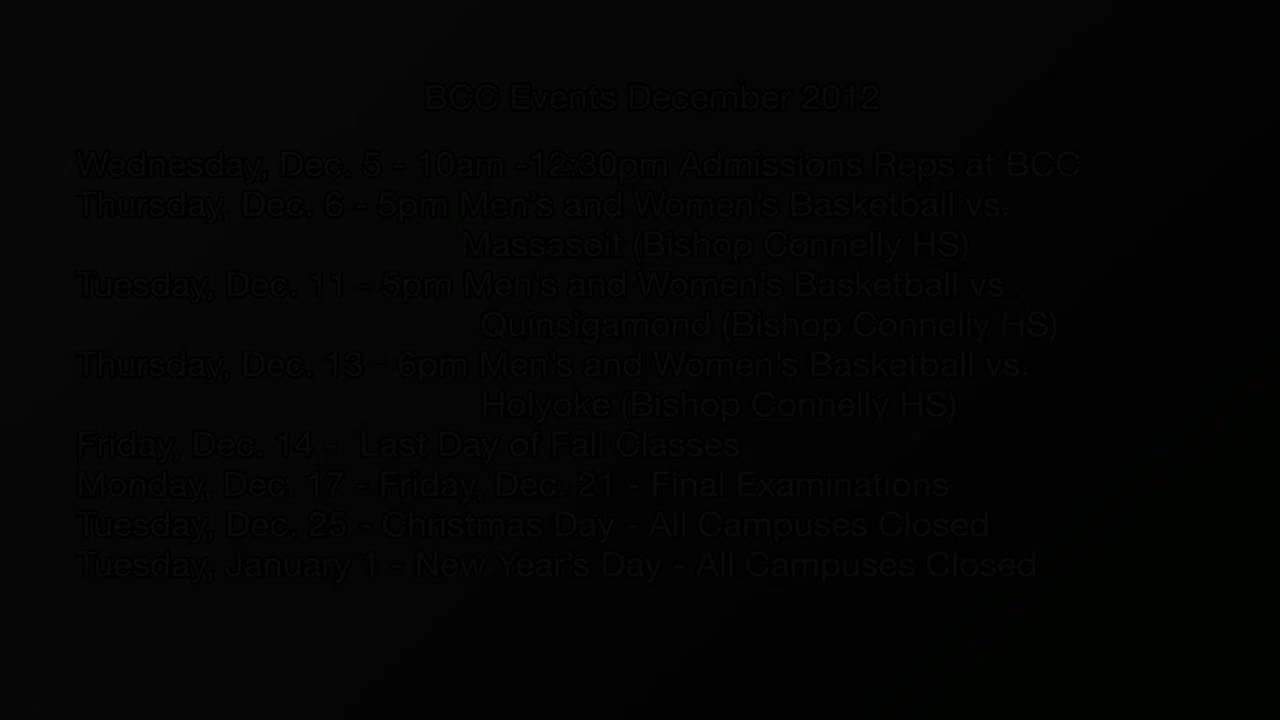 BCC Events December 2012
Wednesday, Dec. 5 - 10am -12:30pm Admissions Reps at BCC
Thursday, Dec. 6 - 5pm Men's and Women's Basketball vs.
Massasoit (Bishop Connelly HS)
Tuesday, Dec. 11 - 5pm Men's and Women's Basketball vs.
Quinsigamond (Bishop Connelly HS)
Thursday, Dec. 13 - 6pm Men's and Women's Basketball vs.
Holyoke (Bishop Connelly HS)
Friday, Dec. 14 -  Last Day of Fall Classes
Monday, Dec. 17 - Friday, Dec. 21 - Final Examinations
Tuesday, Dec. 25 - Christmas Day - All Campuses Closed
Tuesday, January 1 - New Year's Day - All Campuses Closed